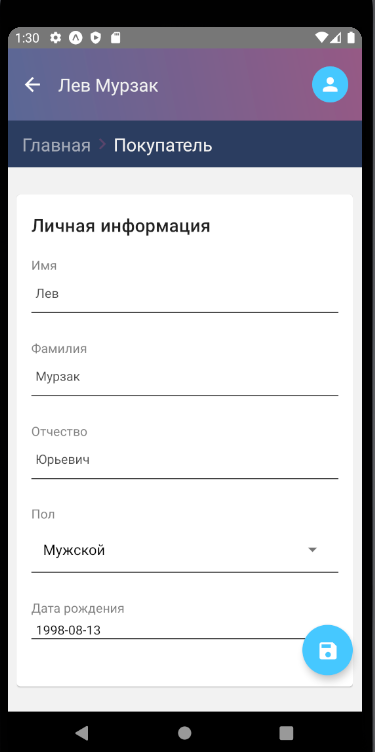 1:30
Лев Мурзак
Главная Покупатель
Личная информация
Имя
Лев
Фамилия
Мурзак
Отчество
Юрьевич
Пол
Мужской
Дата рождения
1998-08-13